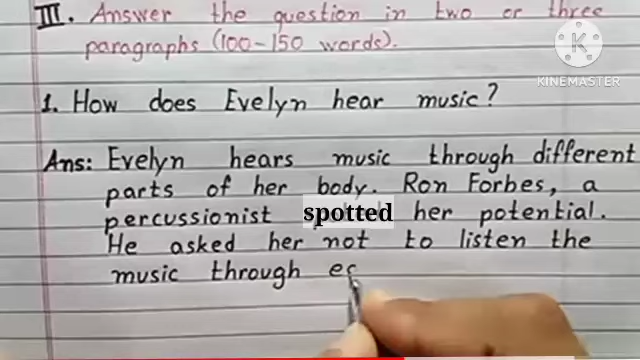 III. Answer the question in two or three
paragraphs (100-150 words).
KINEMASTER
1. How does Evelyn hear music?
Ans: Evelyn hears music through different
parts of her body. Ron Forbes, a
percussionist spotted her potential.
He asked her not to listen the
music through